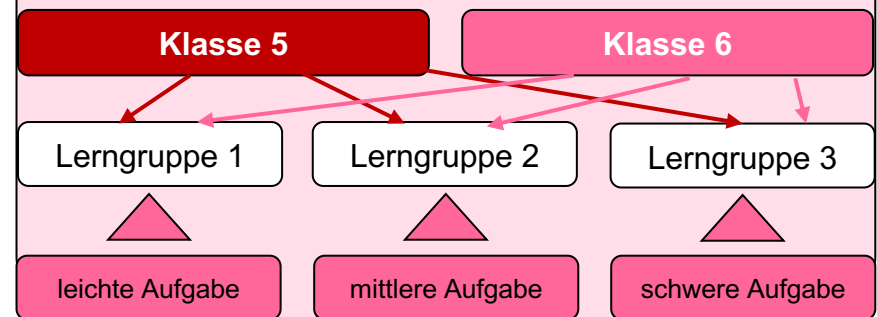 Klasse 5
Klasse 6
Lerngruppe 1
Lerngruppe 2
Lerngruppe 3
leichte Aufgabe
mittlere Aufgabe
schwere Aufgabe